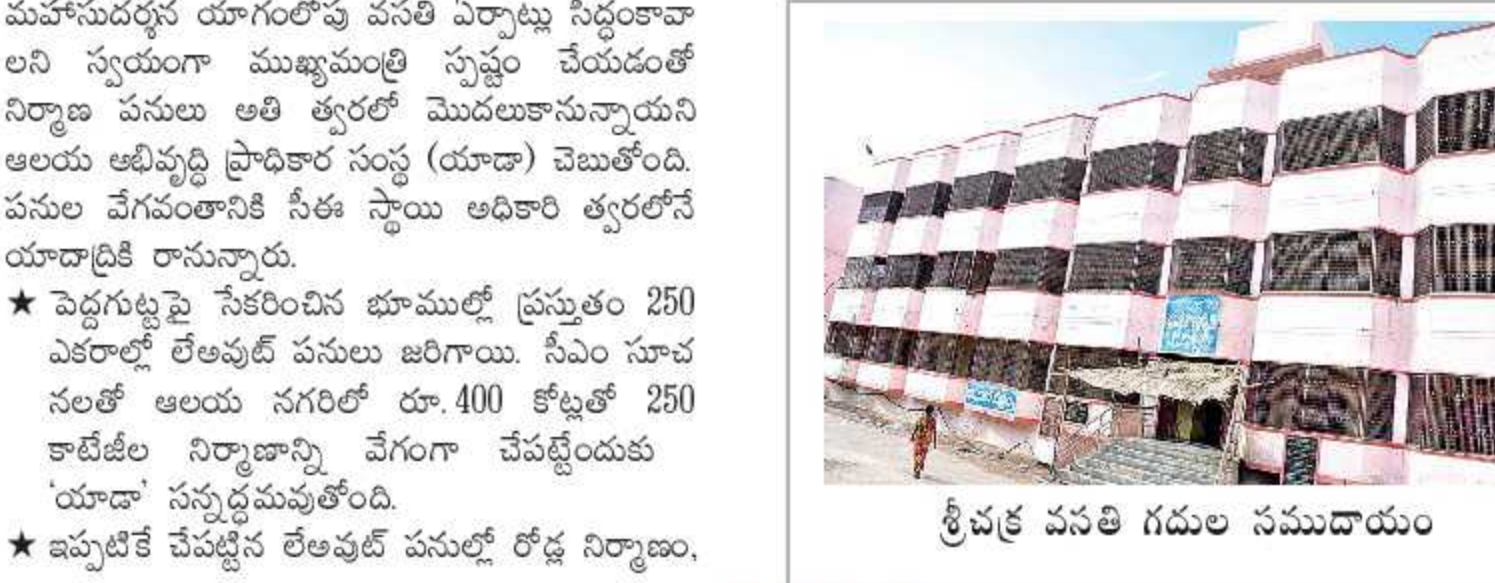 మహాసుదర్శన యాగంలోపు వసతి ఏర్పాట్లు సిద్ధంకావా
లని స్వయంగా ముఖ్యమంత్రి స్పష్టం చేయడంతో
నిర్మాణ పనులు అతి త్వరలో మొదలుకానున్నాయని
ఆలయ అభివృద్ధి ప్రాధికార సంస్థ (యాడా) చెబుతోంది.
పనుల వేగవంతానికి సీఈ స్థాయి అధికారి త్వరలోనే
యాదాద్రికి రానున్నారు.
★ పెద్దగుట్టపై సేకరించిన భూముల్లో ప్రస్తుతం 250
ఎకరాల్లో లేఅవుట్ పనులు జరిగాయి. సీఎం సూచ
నలతో ఆలయ నగరిలో రూ. 400 కోట్లతో 250
కాటేజీల నిర్మాణాన్ని వేగంగా చేపట్టేందుకు
'యాడా' సన్నద్ధమవుతోంది.
★ ఇప్పటికే చేపట్టిన లేఅవుట్ పనుల్లో రోడ్ల నిర్మాణం,
శ్రీచక్ర వసతి గదుల సముదాయం